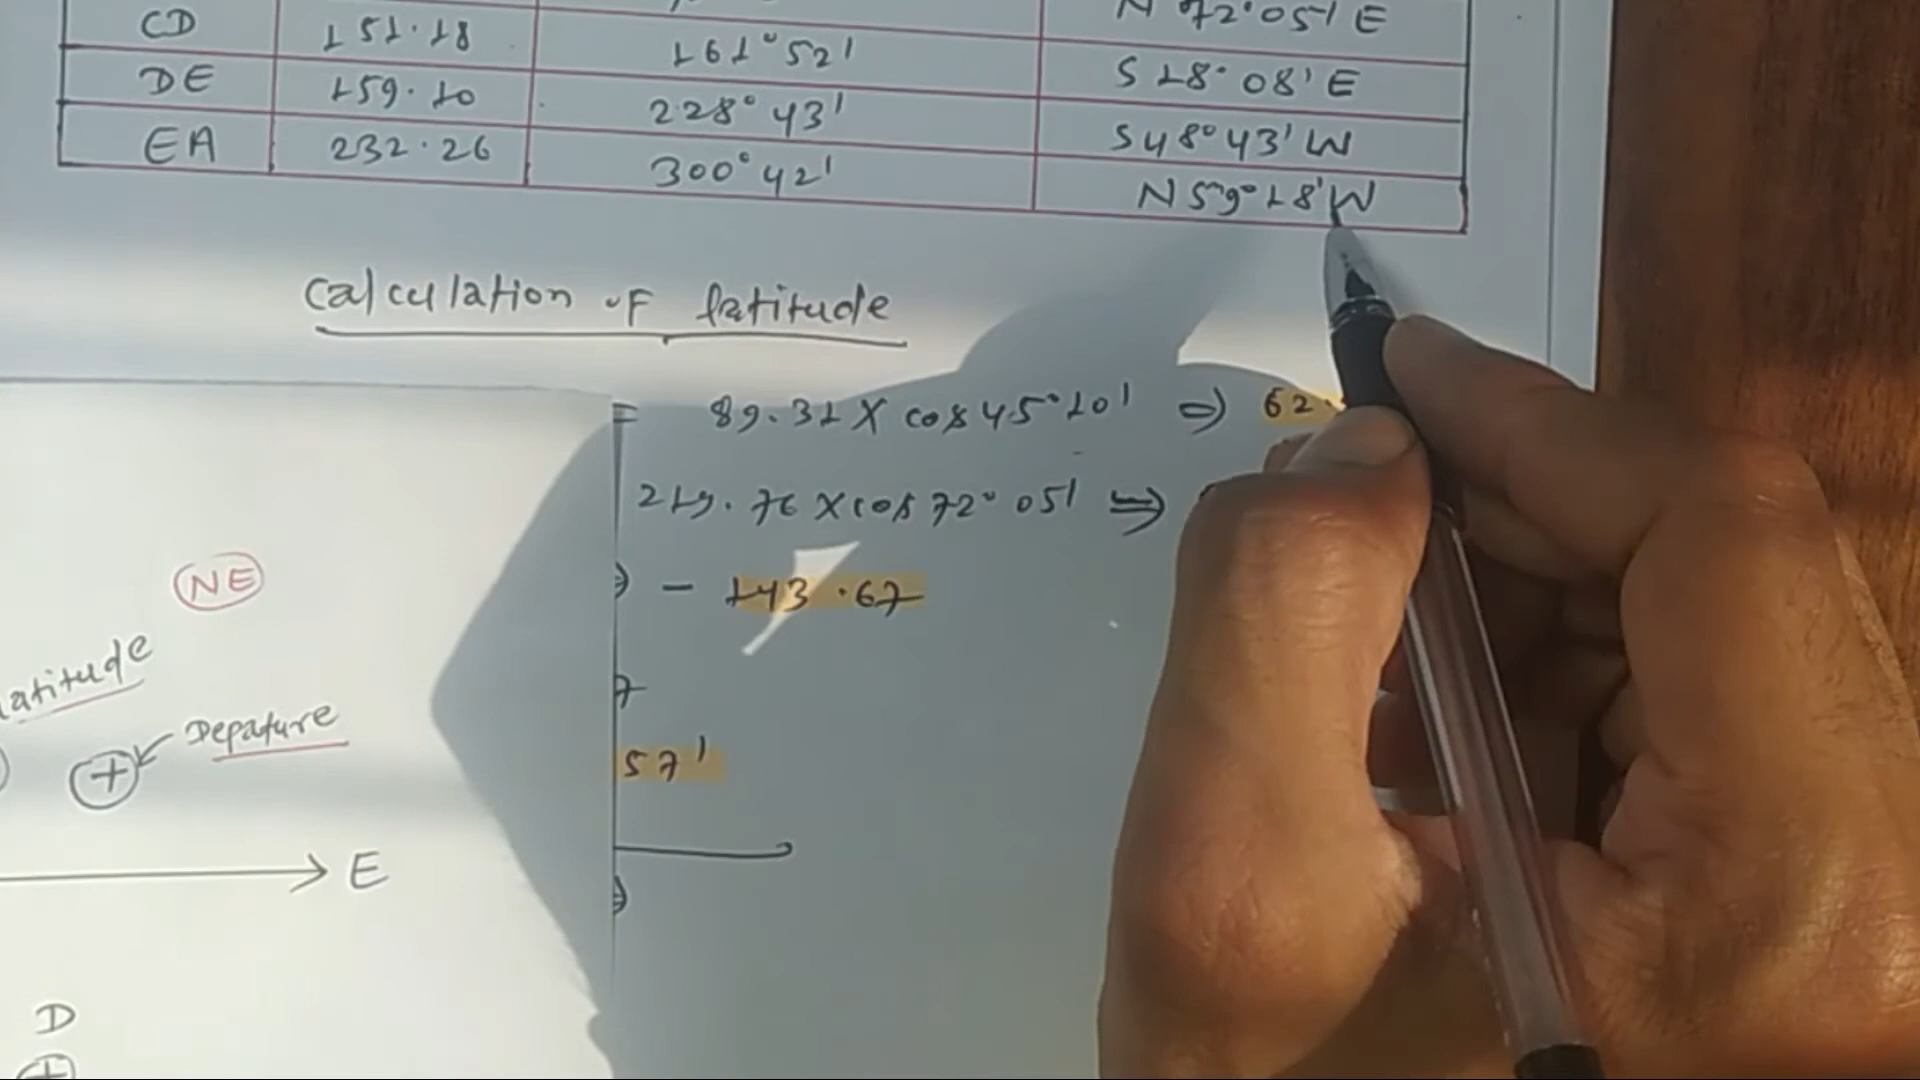 N 72°05' E
CD 151.18 161°52' S 18°08' E
DE 159.10 228°43' S 48°43' W
EA 232.26 300°42' N 59°18' W
Calculation of latitude
= 89.31 X cos 45°10' ⇒ 62.
219.76 X cos 72°05' ⇒
NE
- 143.67
Latitude
7
+ Depature
57'
E
D
+